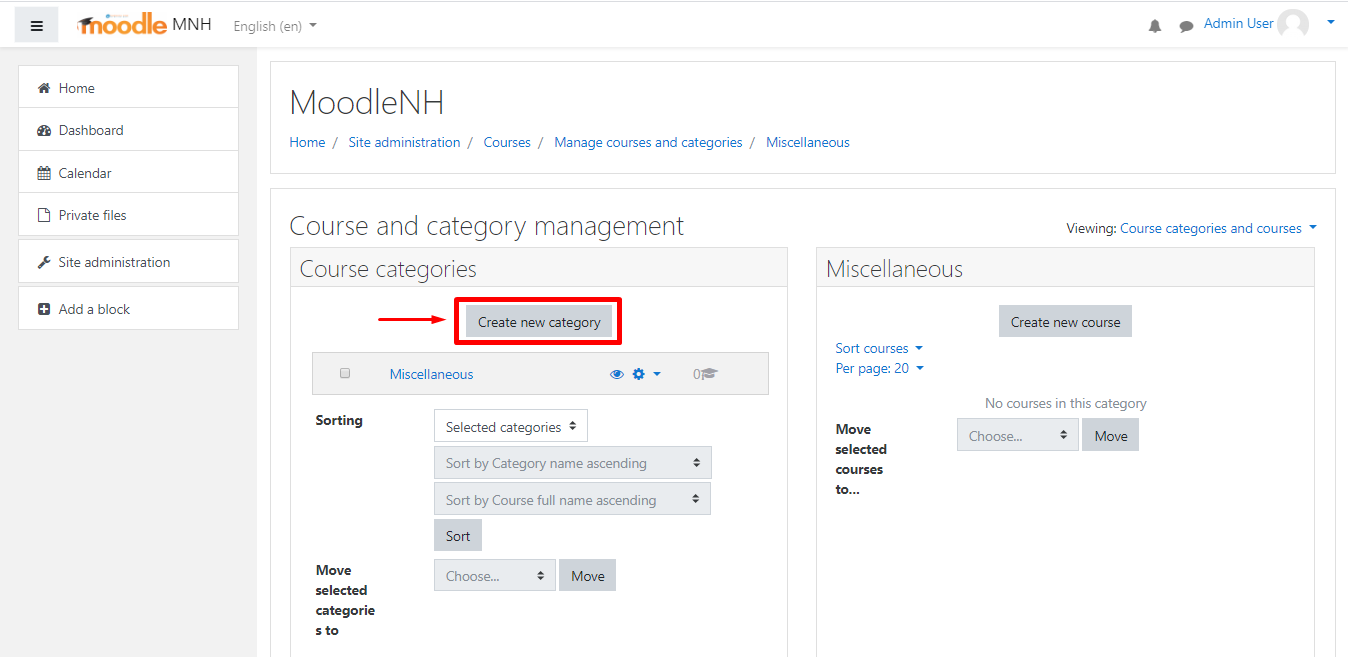 moodle MNH English (en)
Admin User
Home
Dashboard
Calendar
Private files
Site administration
Add a block
MoodleNH
Home / Site administration / Courses / Manage courses and categories / Miscellaneous
Course and category management
Viewing: Course categories and courses
Course categories
Create new category
Miscellaneous 0
Sorting
Selected categories
Sort by Category name ascending
Sort by Course full name ascending
Sort
Move
selected
categorie
s to
Choose...
Move
Miscellaneous
Create new course
Sort courses
Per page: 20
No courses in this category
Move
selected
courses
to...
Choose...
Move